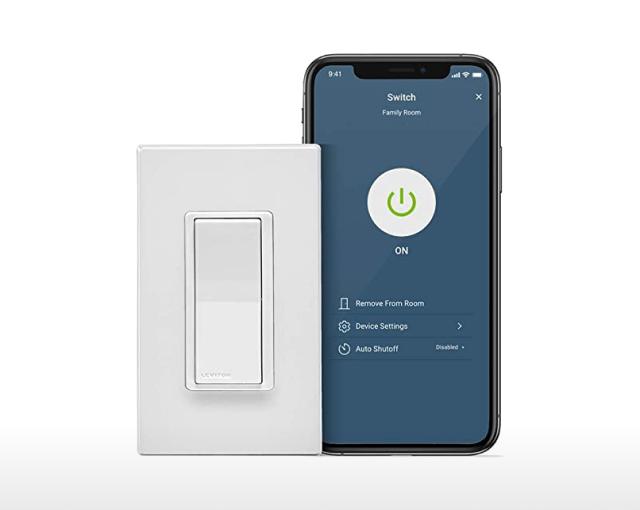 9:41
Switch
Family Room
ON
Remove From Room
Device Settings
Auto Shutoff Disabled
LEVITON